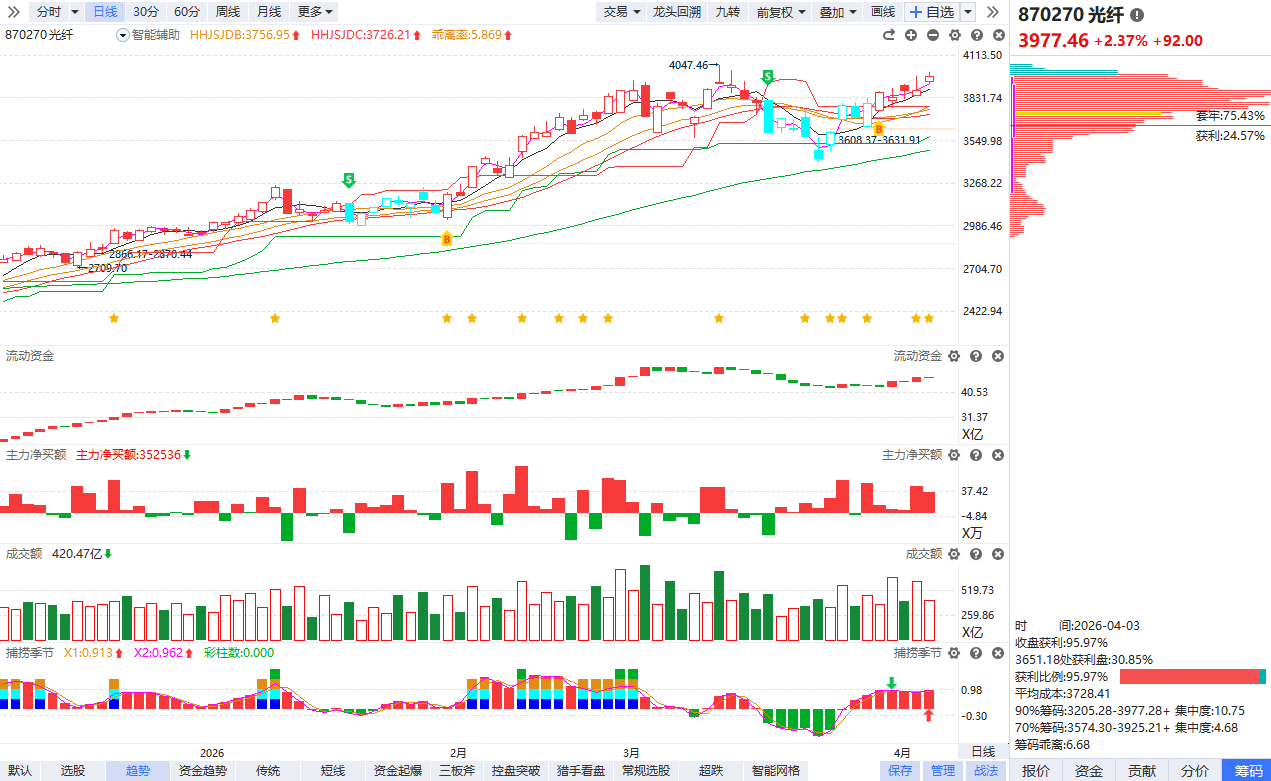 分时 日线 30分 60分 周线 月线 更多 交易 龙头回溯 九转 前复权 叠加 画线 自选
870270 光纤
3977.46 +2.37% +92.00
870270 光纤 智能辅助 HHJSJDB:3756.95 HHJSJDC:3726.21 乖离率:5.869
4113.50
4047.46
S
3831.74
套牢:75.43%
B
3608.37-3631.91
3549.98
获利:24.57%
S
3268.22
2986.46
B
2866.17-2870.44
2709.70
2704.70
2422.94
流动资金 流动资金
40.53
31.37
X亿
主力净买额 主力净买额:352536 主力净买额
37.42
-4.84
X万
成交额 420.47亿 成交额
519.73
259.86
X亿
时 间:2026-04-03
收盘获利:95.97%
捕捞季节 X1:0.913 X2:0.962 彩柱数:0.000 捕捞季节
3651.18处获利盘:30.85%
获利比例:95.97%
0.98
平均成本:3728.41
90%筹码:3205.28-3977.28+ 集中度:10.75
-0.30
70%筹码:3574.30-3925.21+ 集中度:4.68
筹码乖离:6.68
2026 2月 3月 4月 日线
默认 选股 趋势 资金趋势 传统 短线 资金起爆 三板斧 控盘突破 猎手看盘 常规选股 超跌 智能网格 保存 管理 战法 报价 资金 贡献 分价 筹码